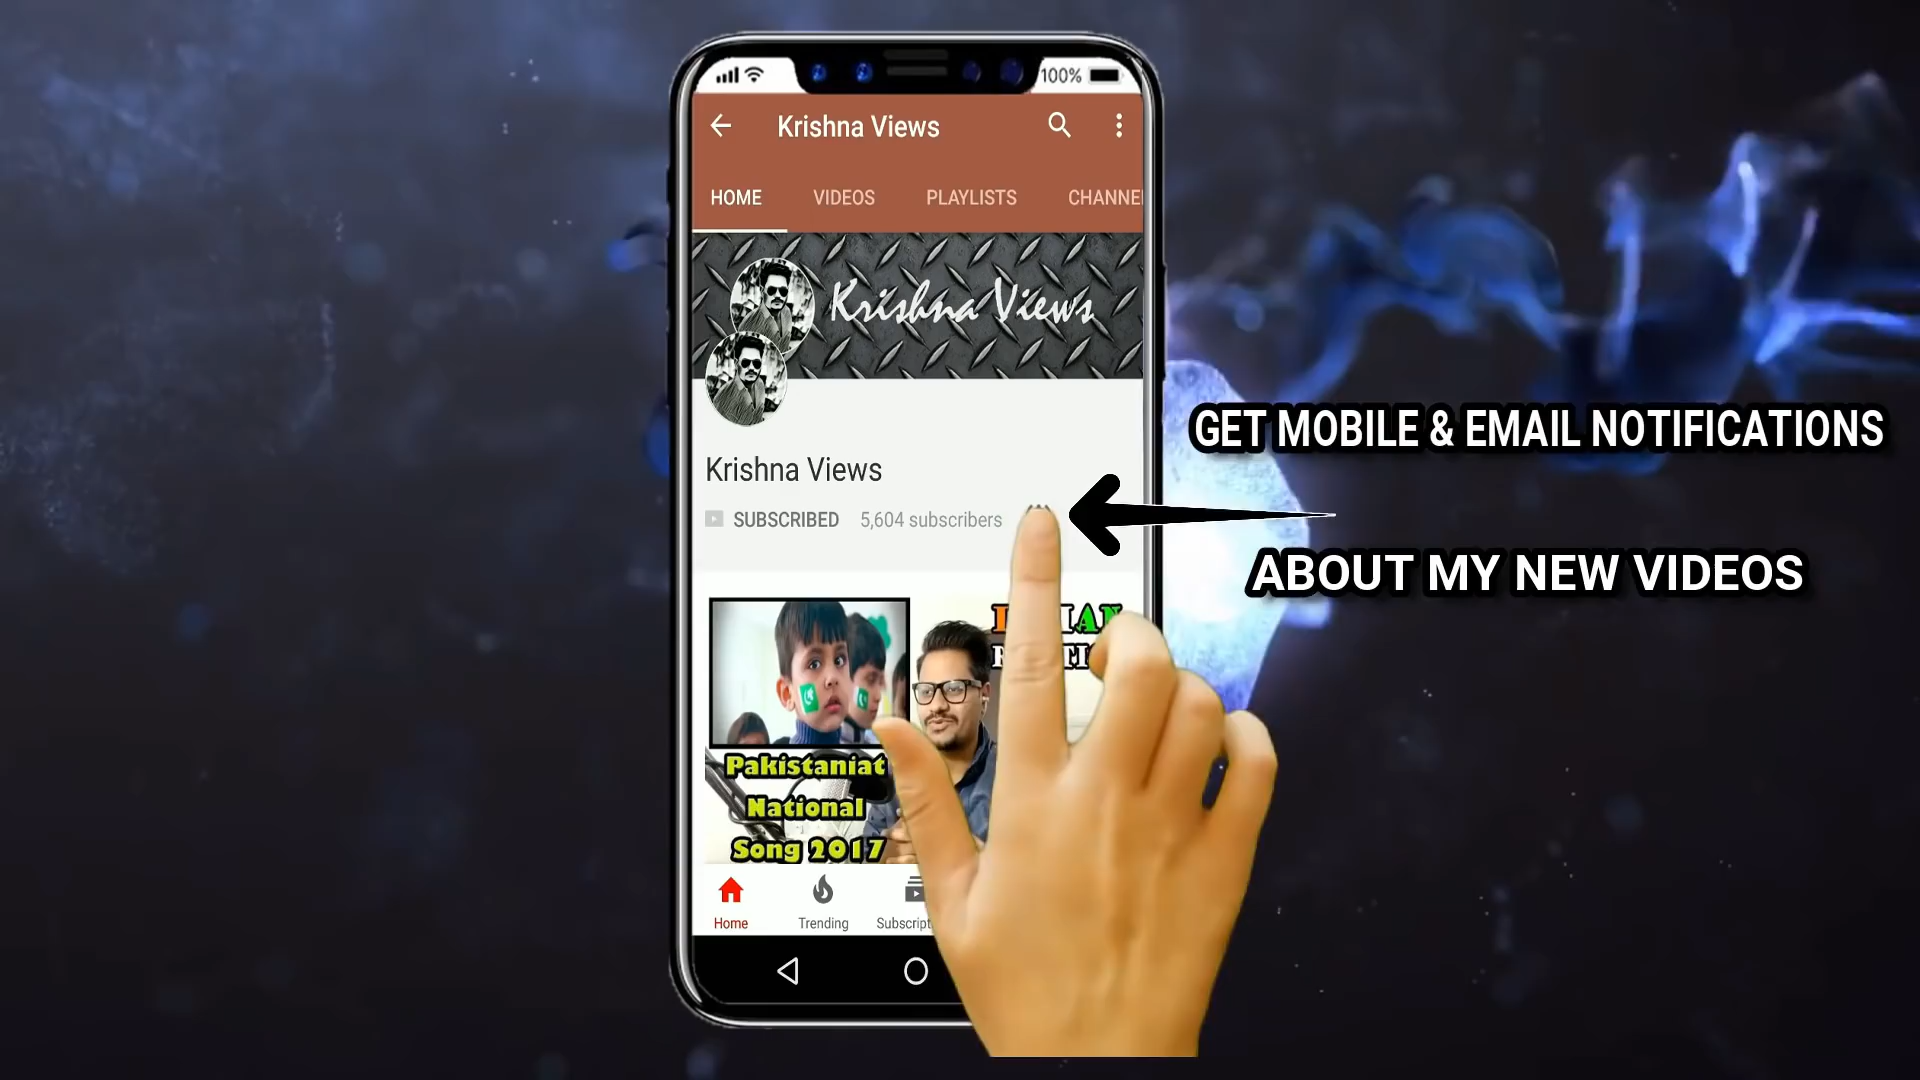 100%
Krishna Views
HOME VIDEOS PLAYLISTS CHANNE
Krishna Views
Krishna Views
SUBSCRIBED 5,604 subscribers
GET MOBILE & EMAIL NOTIFICATIONS
ABOUT MY NEW VIDEOS
Pakistaniat
National
Song 2017
Home Trending Subscript